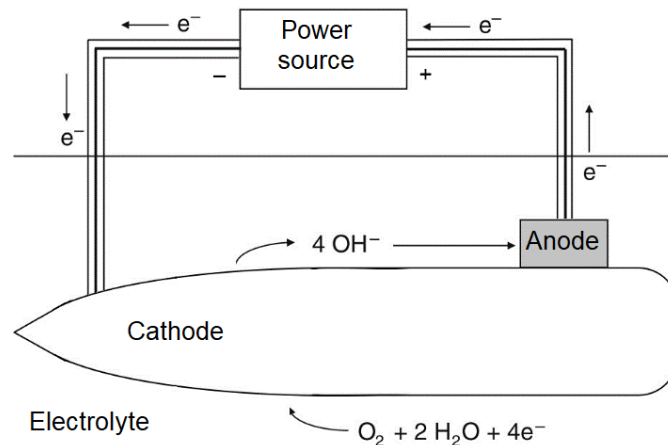 e⁻
Power
source
e⁻
−
+
e⁻
e⁻
4 OH⁻
Anode
Cathode
Electrolyte
O₂ + 2 H₂O + 4e⁻